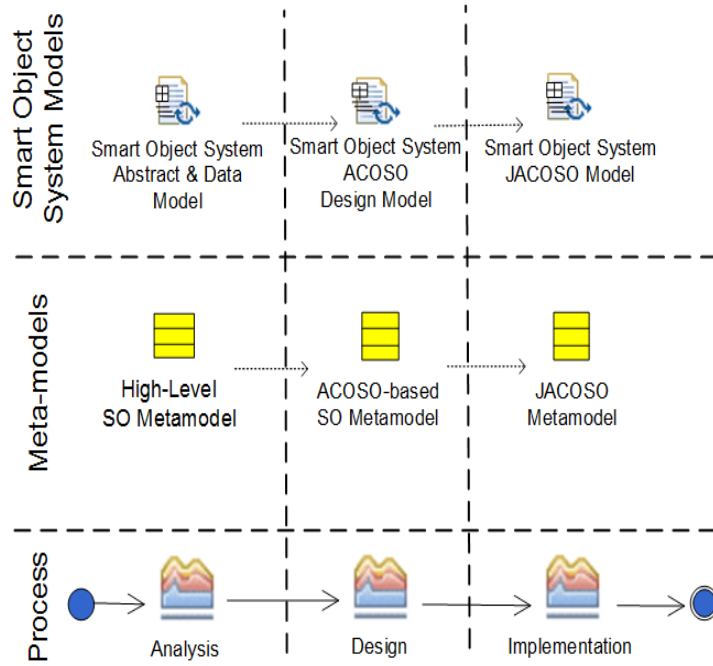 Smart Object
System Models
Smart Object System
Abstract & Data
Model
Smart Object System
ACOSO
Design Model
Smart Object System
JACOSO Model
Meta-models
High-Level
SO Metamodel
ACOSO-based
SO Metamodel
JACOSO
Metamodel
Process
Analysis
Design
Implementation